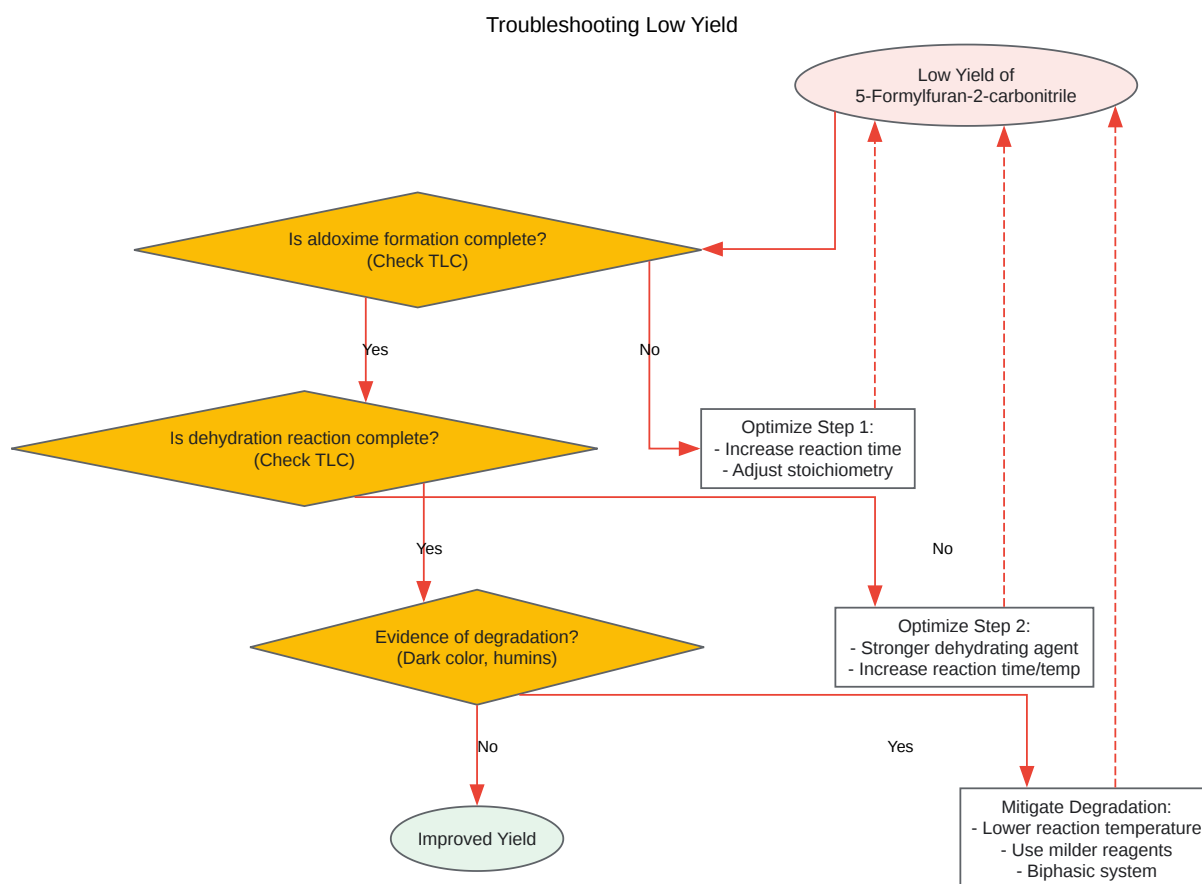 Troubleshooting Low Yield
Low Yield of
5-Formylfuran-2-carbonitrile
Is aldoxime formation complete?
(Check TLC)
Yes
No
Is dehydration reaction complete?
(Check TLC)
Optimize Step 1:
- Increase reaction time
- Adjust stoichiometry
Yes
No
Evidence of degradation?
(Dark color, humins)
Optimize Step 2:
- Stronger dehydrating agent
- Increase reaction time/temp
No
Yes
Improved Yield
Mitigate Degradation:
- Lower reaction temperature
- Use milder reagents
- Biphasic system